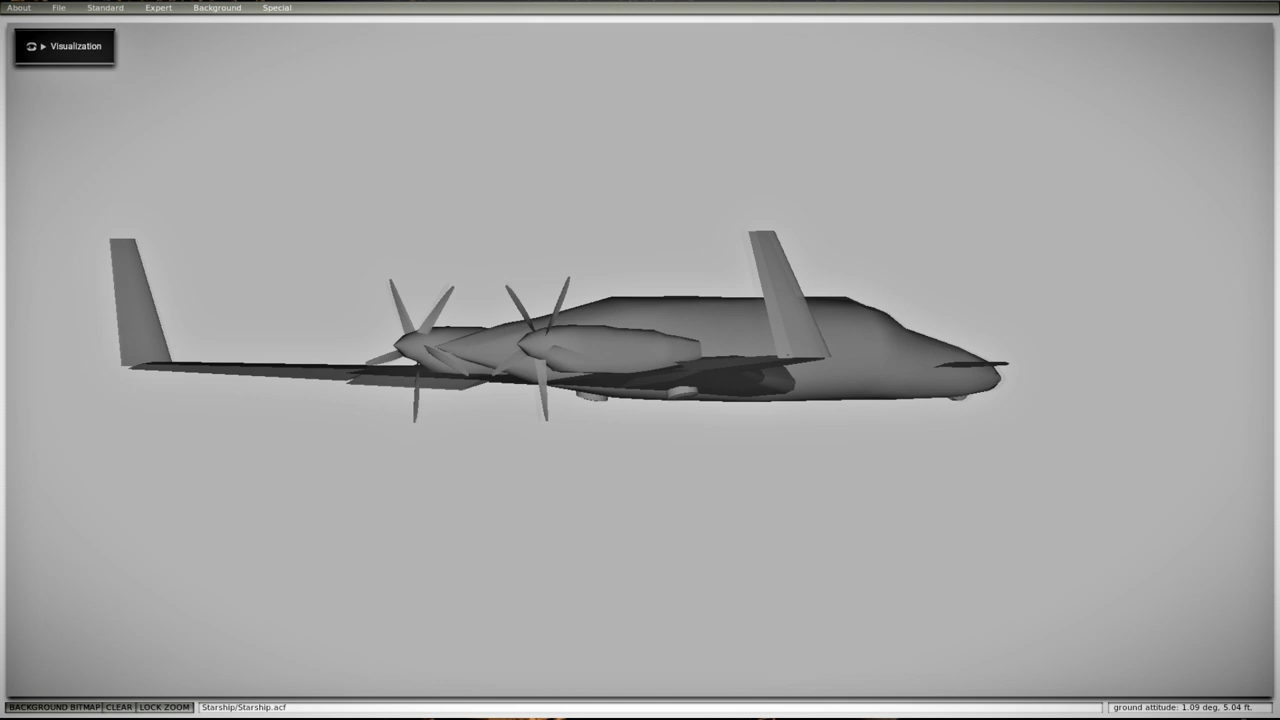 About File Standard Expert Background Special
Visualization
BACKGROUND BITMAP CLEAR LOCK ZOOM Starship/Starship.acf ground attitude: 1.09 deg, 5.04 ft.